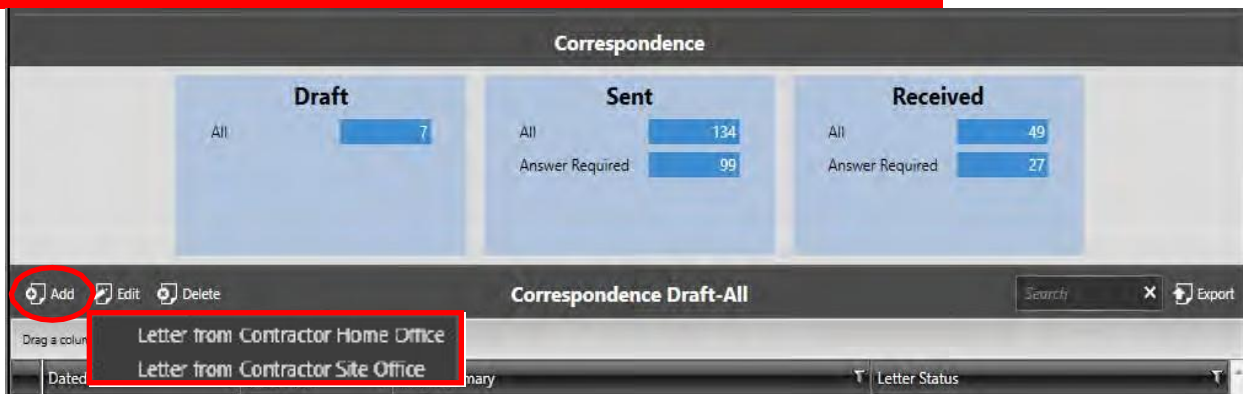 Correspondence
Draft
All 7
Sent
All 134
Answer Required 99
Received
All 49
Answer Required 27
Add Edit Delete Correspondence Draft-All Search X Export
Drag a colu
Letter from Contractor Home Office
Letter from Contractor Site Office
Dated mary Letter Status